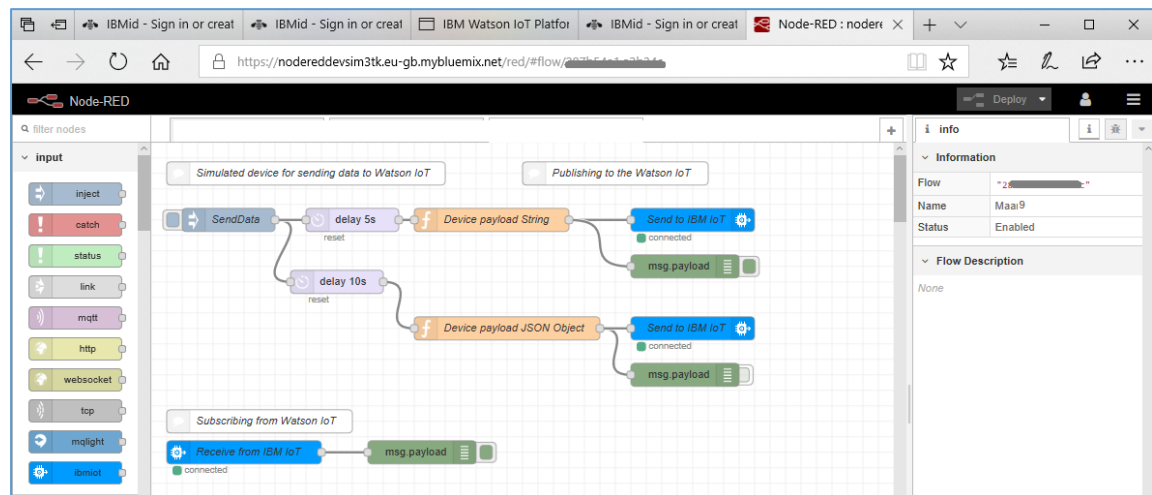 IBMid - Sign in or creat
IBMid - Sign in or creat
IBM Watson IoT Platfor
IBMid - Sign in or creat
Node-RED : nodere
https://nodereddevsim3tk.eu-gb.mybluemix.net/red/#flow/
Node-RED
Deploy
filter nodes
info
i
input
Information
Simulated device for sending data to Watson IoT
Publishing to the Watson IoT
Flow
inject
SendData
delay 5s
Device payload String
Send to IBM IoT
Name
catch
reset
connected
Status
Enabled
status
msg.payload
Flow Description
link
delay 10s
None
reset
mqtt
Device payload JSON Object
Send to IBM IoT
http
connected
websocket
msg.payload
tcp
Subscribing from Watson IoT
mqlight
Receive from IBM IoT
msg.payload
ibmiot
connected